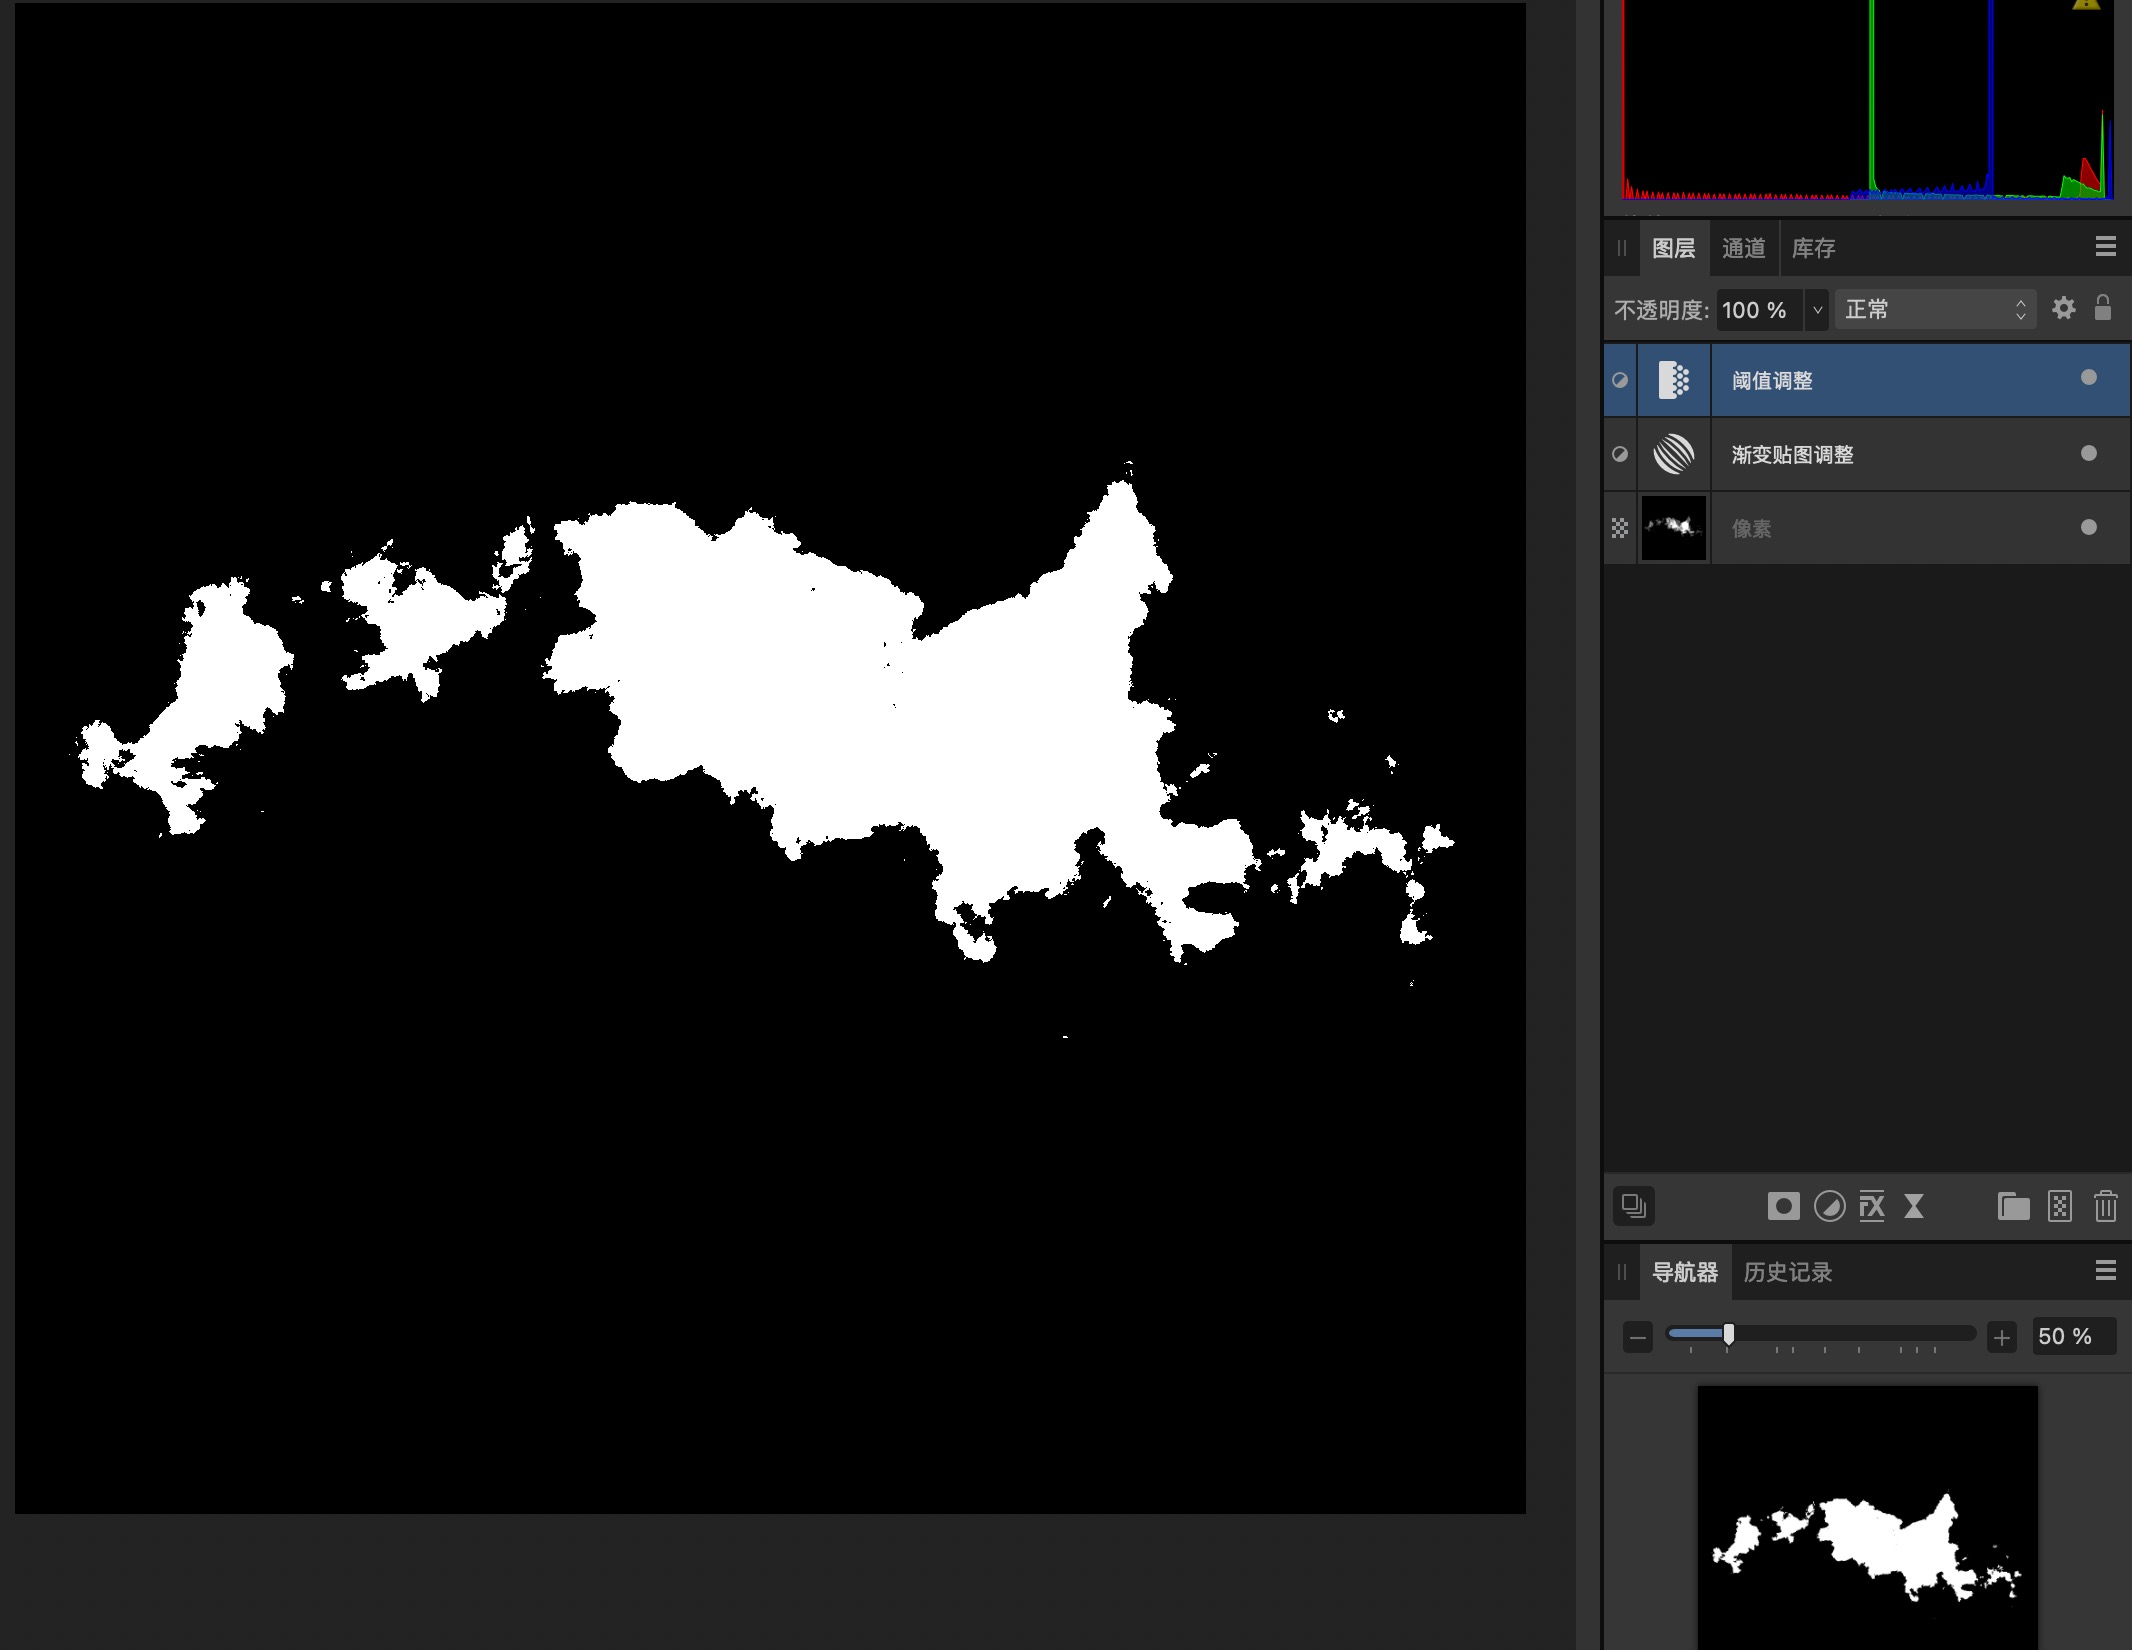 图层 通道 库存
不透明度: 100 % 正常
阈值调整
渐变贴图调整
像素
fx
导航器 历史记录
50 %